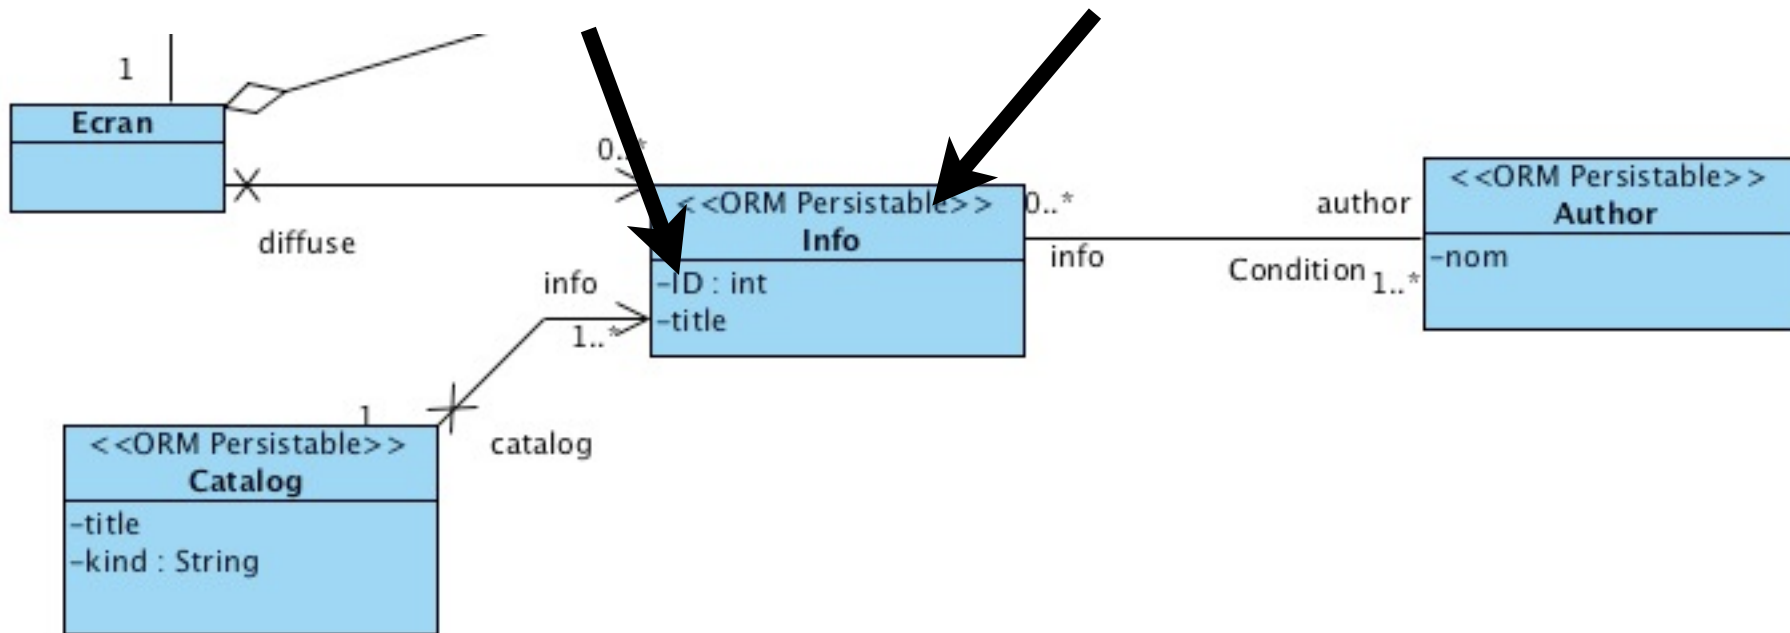 1
Ecran
0..*
diffuse
<<ORM Persistable>>
Info
-ID : int
-title
0..*
info
author
Condition
1..*
<<ORM Persistable>>
Author
-nom
info
1..*
1
catalog
<<ORM Persistable>>
Catalog
-title
-kind : String